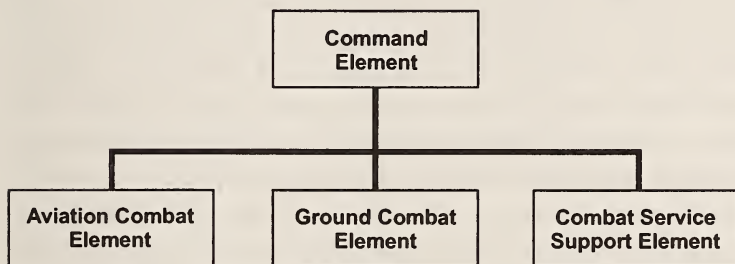 Command
Element
Aviation Combat
Element
Ground Combat
Element
Combat Service
Support Element